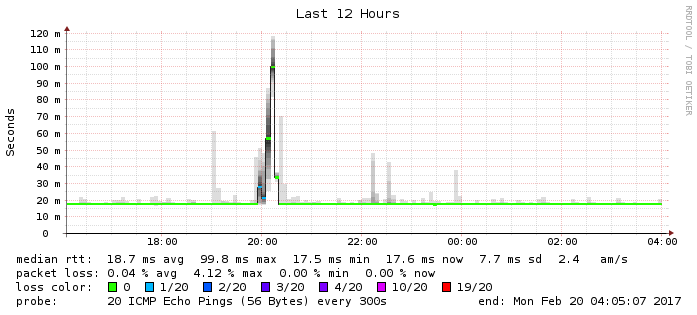 Last 12 Hours
RRDTOOL / TOBI OETIKER
Seconds
120 m
110 m
100 m
90 m
80 m
70 m
60 m
50 m
40 m
30 m
20 m
10 m
0
18:00 20:00 22:00 00:00 02:00 04:00
median rtt: 18.7 ms avg 99.8 ms max 17.5 ms min 17.6 ms now 7.7 ms sd 2.4 am/s
packet loss: 0.04 % avg 4.12 % max 0.00 % min 0.00 % now
loss color: 0 1/20 2/20 3/20 4/20 10/20 19/20
probe: 20 ICMP Echo Pings (56 Bytes) every 300s end: Mon Feb 20 04:05:07 2017